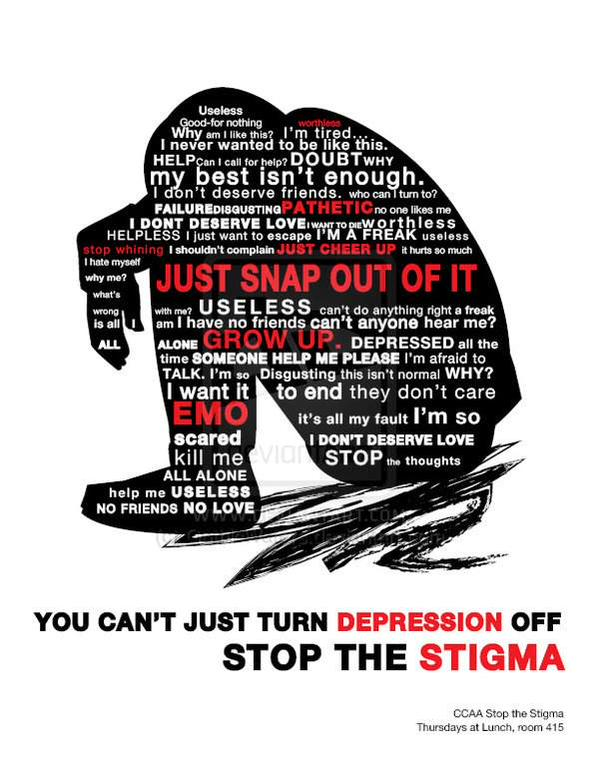 Useless
Good-for nothing worthless
Why am I like this? I'm tired...
I never wanted to be like this.
HELP Can I call for help? DOUBT WHY
my best isn't enough.
I don't deserve friends. who can I turn to?
FAILURE DISGUSTING PATHETIC no one likes me
I DONT DESERVE LOVE I WANT TO DIE worthless
HELPLESS I just want to escape I'M A FREAK useless
stop whining I shouldn't complain JUST CHEER UP it hurts so much
I hate myself
why me? JUST SNAP OUT OF IT
what's
wrong with me? USELESS can't do anything right a freak
is all I am I have no friends can't anyone hear me?
ALL ALONE GROW UP. DEPRESSED all the
time SOMEONE HELP ME PLEASE I'm afraid to
TALK. I'm so Disgusting this isn't normal WHY?
I want it to end they don't care
EMO it's all my fault I'm so
scared I DON'T DESERVE LOVE
kill me STOP the thoughts
ALL ALONE
help me USELESS
NO FRIENDS NO LOVE
YOU CAN'T JUST TURN DEPRESSION OFF
STOP THE STIGMA
CCAA Stop the Stigma
Thursdays at Lunch, room 415